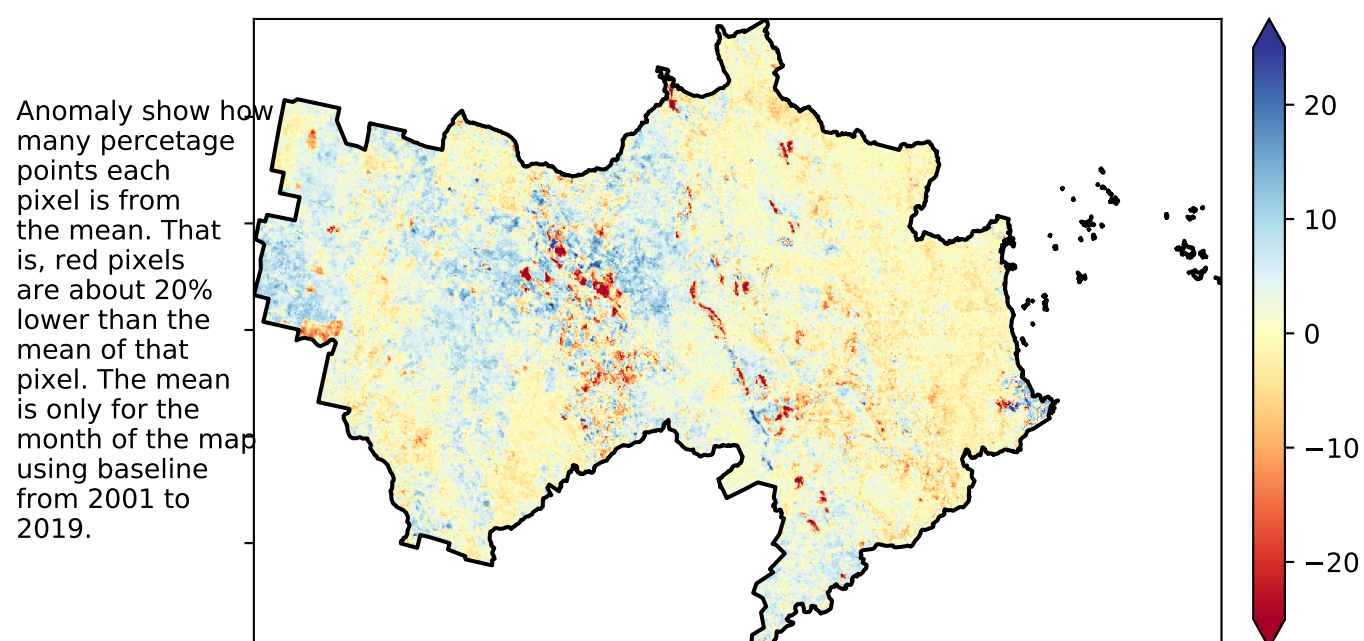 Anomaly show how
many percetage
points each
pixel is from
the mean. That
is, red pixels
are about 20%
lower than the
mean of that
pixel. The mean
is only for the
month of the map
using baseline
from 2001 to
2019.
20
10
0
−10
−20